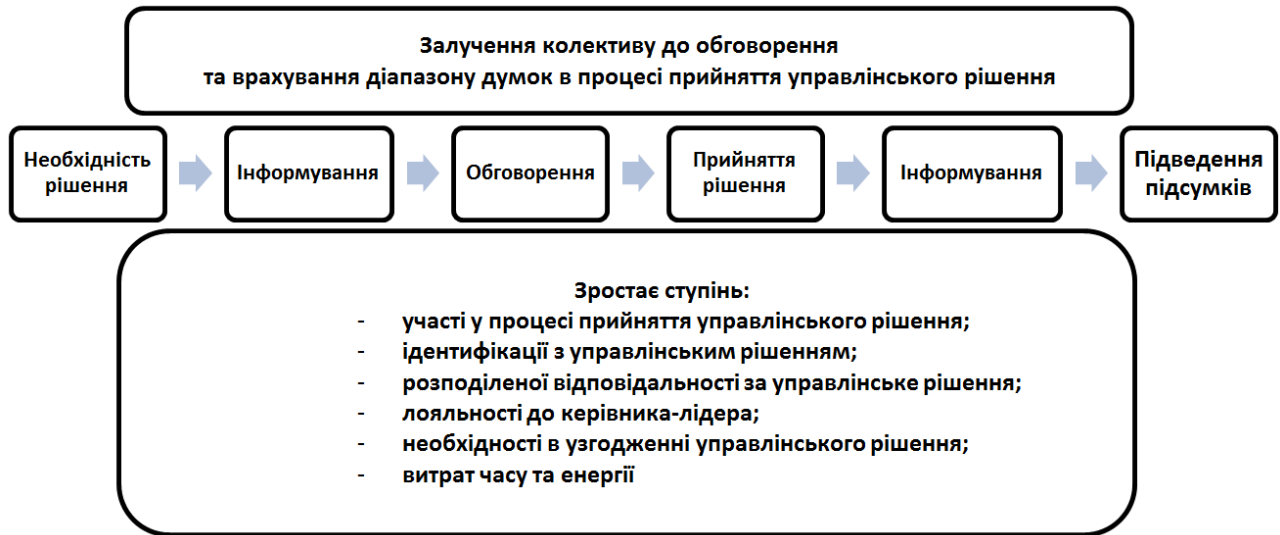 Залучення колективу до обговорення
та врахування діапазону думок в процесі прийняття управлінського рішення
Необхідність
рішення
Інформування
Обговорення
Прийняття
рішення
Інформування
Підведення
підсумків
Зростає ступінь:
- участі у процесі прийняття управлінського рішення;
- ідентифікації з управлінським рішенням;
- розподіленої відповідальності за управлінське рішення;
- лояльності до керівника-лідера;
- необхідності в узгодженні управлінського рішення;
- витрат часу та енергії